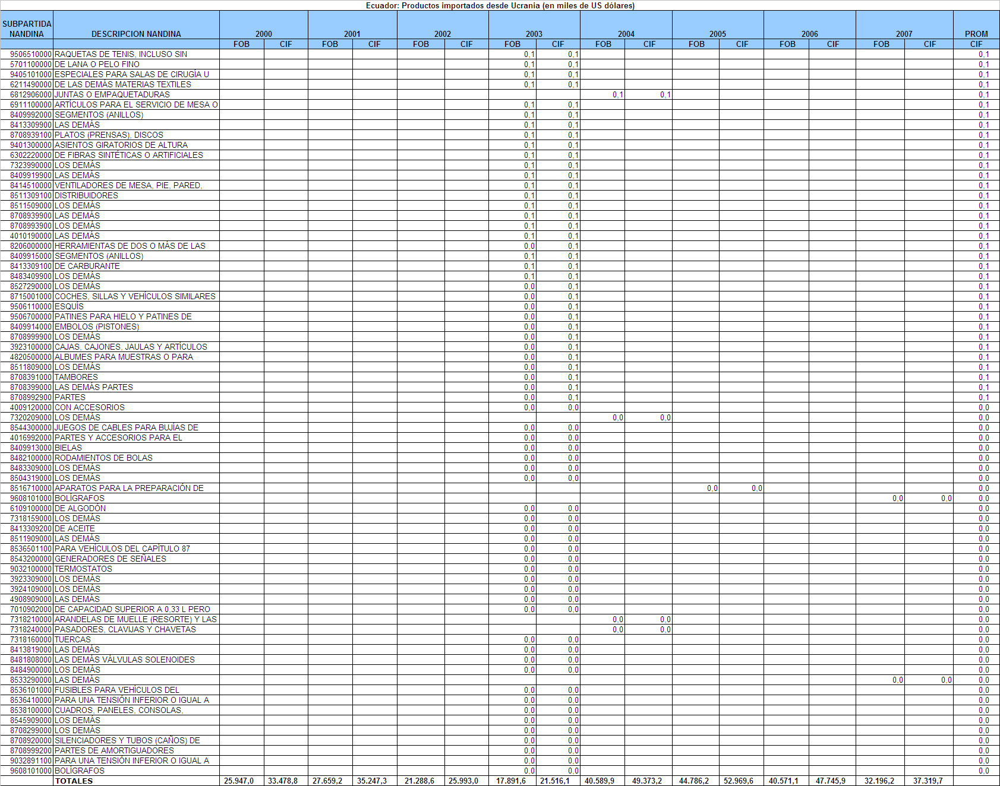 Ecuador: Productos importados desde Ucrania (en miles de US dólares)
SUBPARTIDA NANDINA DESCRIPCION NANDINA 2000 2001 2002 2003 2004 2005 2006 2007 PROM
FOB CIF FOB CIF FOB CIF FOB CIF FOB CIF FOB CIF FOB CIF FOB CIF CIF
9506510000 RAQUETAS DE TENIS, INCLUSO SIN 0,1 0,1 0,1
5701100000 DE LANA O PELO FINO 0,1 0,1 0,1
9405101000 ESPECIALES PARA SALAS DE CIRUGÍA U 0,1 0,1 0,1
6211490000 DE LAS DEMÁS MATERIAS TEXTILES 0,1 0,1 0,1
6812906000 JUNTAS O EMPAQUETADURAS 0,1 0,1 0,1
6911100000 ARTÍCULOS PARA EL SERVICIO DE MESA O 0,1 0,1 0,1
8409992000 SEGMENTOS (ANILLOS) 0,1 0,1 0,1
8413309900 LAS DEMÁS 0,1 0,1 0,1
8708939100 PLATOS (PRENSAS), DISCOS 0,1 0,1 0,1
9401300000 ASIENTOS GIRATORIOS DE ALTURA 0,1 0,1 0,1
6302220000 DE FIBRAS SINTÉTICAS O ARTIFICIALES 0,1 0,1 0,1
7323990000 LOS DEMÁS 0,1 0,1 0,1
8409919900 LAS DEMÁS 0,1 0,1 0,1
8414510000 VENTILADORES DE MESA, PIE, PARED, 0,1 0,1 0,1
8511309100 DISTRIBUIDORES 0,1 0,1 0,1
8511509000 LOS DEMÁS 0,1 0,1 0,1
8708939900 LAS DEMÁS 0,1 0,1 0,1
8708993900 LOS DEMÁS 0,1 0,1 0,1
4010190000 LAS DEMÁS 0,1 0,1 0,1
8206000000 HERRAMIENTAS DE DOS O MÁS DE LAS 0,0 0,1 0,1
8409915000 SEGMENTOS (ANILLOS) 0,1 0,1 0,1
8413309100 DE CARBURANTE 0,1 0,1 0,1
8483409900 LOS DEMÁS 0,1 0,1 0,1
8527290000 LOS DEMÁS 0,0 0,1 0,1
8715001000 COCHES, SILLAS Y VEHÍCULOS SIMILARES 0,0 0,1 0,1
9506110000 ESQUÍS 0,0 0,1 0,1
9506700000 PATINES PARA HIELO Y PATINES DE 0,0 0,1 0,1
8409914000 EMBOLOS (PISTONES) 0,0 0,1 0,1
8708999900 LOS DEMÁS 0,0 0,1 0,1
3923100000 CAJAS, CAJONES, JAULAS Y ARTÍCULOS 0,0 0,1 0,1
4820500000 ALBUMES PARA MUESTRAS O PARA 0,0 0,1 0,1
8511809000 LOS DEMÁS 0,0 0,1 0,1
8708391000 TAMBORES 0,0 0,1 0,1
8708399000 LAS DEMÁS PARTES 0,0 0,1 0,1
8708992900 PARTES 0,0 0,1 0,1
4009120000 CON ACCESORIOS 0,0 0,0 0,0
7320209000 LOS DEMÁS 0,0 0,0 0,0
8544300000 JUEGOS DE CABLES PARA BUJÍAS DE 0,0 0,0 0,0
4016992000 PARTES Y ACCESORIOS PARA EL 0,0 0,0 0,0
8409913000 BIELAS 0,0 0,0 0,0
8482100000 RODAMIENTOS DE BOLAS 0,0 0,0 0,0
8483309000 LOS DEMÁS 0,0 0,0 0,0
8504319000 LOS DEMÁS 0,0 0,0 0,0
8516710000 APARATOS PARA LA PREPARACIÓN DE 0,0 0,0 0,0
9608101000 BOLÍGRAFOS 0,0 0,0 0,0
6109100000 DE ALGODÓN 0,0 0,0 0,0
7318159000 LOS DEMÁS 0,0 0,0 0,0
8413309200 DE ACEITE 0,0 0,0 0,0
8511909000 LAS DEMÁS 0,0 0,0 0,0
8536501100 PARA VEHÍCULOS DEL CAPÍTULO 87 0,0 0,0 0,0
8543200000 GENERADORES DE SEÑALES 0,0 0,0 0,0
9032100000 TERMOSTATOS 0,0 0,0 0,0
3923309000 LOS DEMÁS 0,0 0,0 0,0
3924109000 LOS DEMÁS 0,0 0,0 0,0
4908909000 LAS DEMÁS 0,0 0,0 0,0
7010902000 DE CAPACIDAD SUPERIOR A 0,33 L PERO 0,0 0,0 0,0
7318210000 ARANDELAS DE MUELLE (RESORTE) Y LAS 0,0 0,0 0,0
7318240000 PASADORES, CLAVIJAS Y CHAVETAS 0,0 0,0 0,0
7318160000 TUERCAS 0,0 0,0 0,0
8413819000 LAS DEMÁS 0,0 0,0 0,0
8481808000 LAS DEMÁS VÁLVULAS SOLENOIDES 0,0 0,0 0,0
8484900000 LOS DEMÁS 0,0 0,0 0,0
8533290000 LAS DEMÁS 0,0 0,0 0,0
8536101000 FUSIBLES PARA VEHÍCULOS DEL 0,0 0,0 0,0
8536410000 PARA UNA TENSIÓN INFERIOR O IGUAL A 0,0 0,0 0,0
8538100000 CUADROS, PANELES, CONSOLAS, 0,0 0,0 0,0
8545909000 LOS DEMÁS 0,0 0,0 0,0
8708299000 LOS DEMÁS 0,0 0,0 0,0
8708920000 SILENCIADORES Y TUBOS (CAÑOS) DE 0,0 0,0 0,0
8708999200 PARTES DE AMORTIGUADORES 0,0 0,0 0,0
9032891100 PARA UNA TENSIÓN INFERIOR O IGUAL A 0,0 0,0 0,0
9608101000 BOLÍGRAFOS 0,0 0,0 0,0
TOTALES 25.947,0 33.478,8 27.659,2 35.247,3 21.288,6 25.993,0 17.891,6 21.516,1 40.589,9 49.373,2 44.786,2 52.969,6 40.571,1 47.745,9 32.196,2 37.319,7